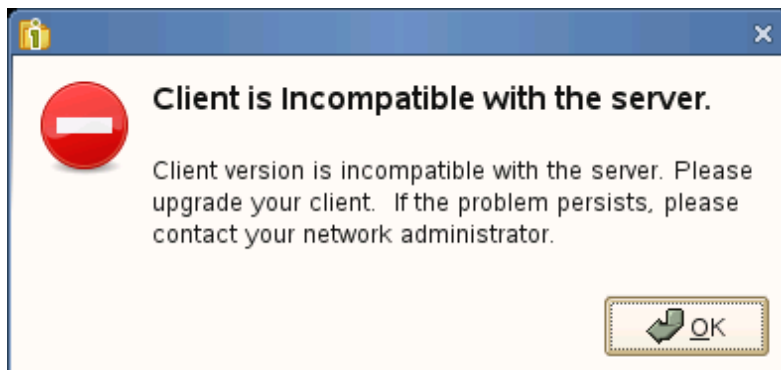 Client is Incompatible with the server.
Client version is incompatible with the server. Please
upgrade your client.  If the problem persists, please
contact your network administrator.
OK